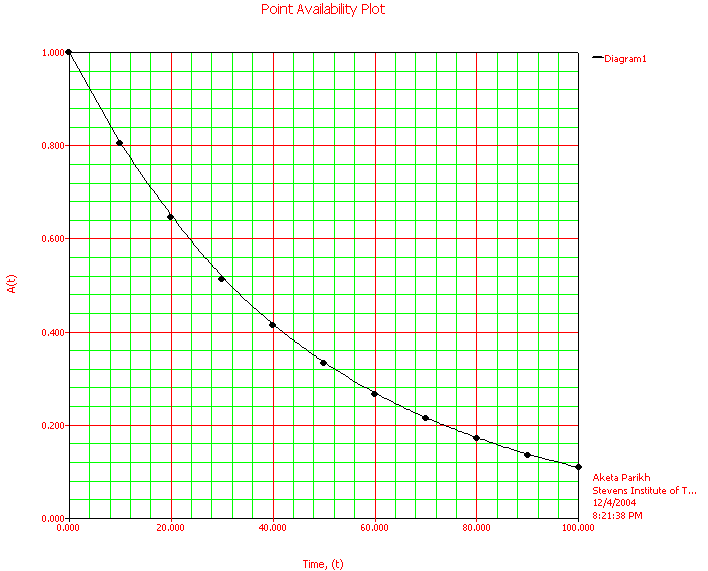 Point Availability Plot
1.000
0.800
0.600
0.400
0.200
0.000
A(t)
0.000 20.000 40.000 60.000 80.000 100.000
Time, (t)
Diagram1
Aketa Parikh
Stevens Institute of T...
12/4/2004
8:21:38 PM